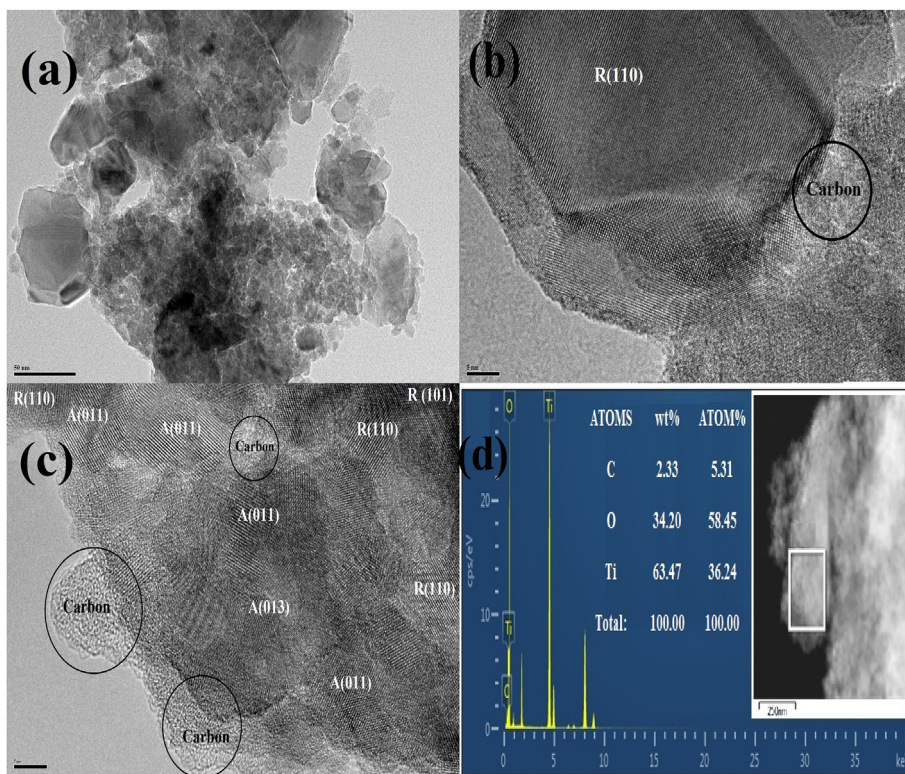 (a)
50 nm
(b)
R(110)
Carbon
5 nm
(c)
R(110)
A(011)
A(011)
Carbon
R (101)
R(110)
A(011)
Carbon
A(013)
R(110)
A(011)
Carbon
(d)
O
Ti
ATOMS wt% ATOM%
C 2.33 5.31
O 34.20 58.45
Ti 63.47 36.24
Total: 100.00 100.00
cps/eV
20
10
0
Ti
0 5 10 15 20 25 30 35
250nm